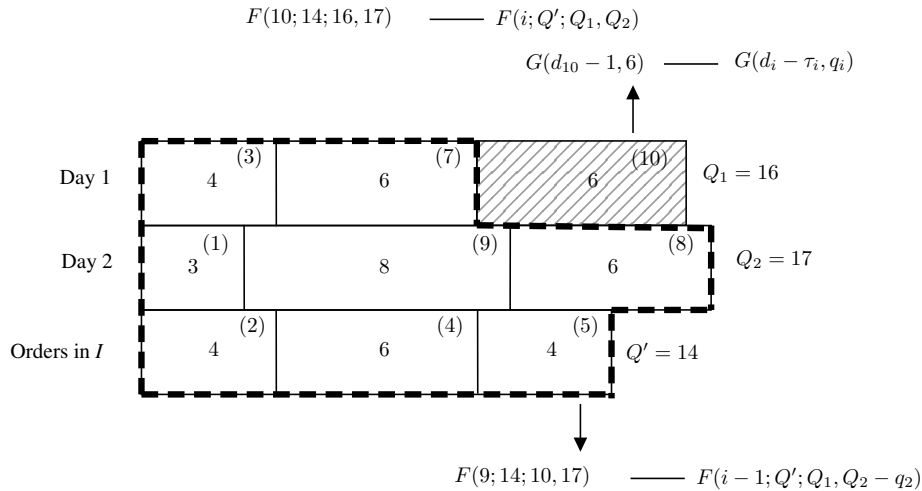 F(10; 14; 16, 17) F(i; Q′; Q₁, Q₂)
G(d₁₀ − 1, 6) G(dᵢ − τᵢ, qᵢ)
Day 1 4 (3) 6 (7) 6 (10) Q₁ = 16
Day 2 3 (1) 8 (9) 6 (8) Q₂ = 17
Orders in I 4 (2) 6 (4) 4 (5) Q′ = 14
F(9; 14; 10, 17) F(i − 1; Q′; Q₁, Q₂ − q₂)